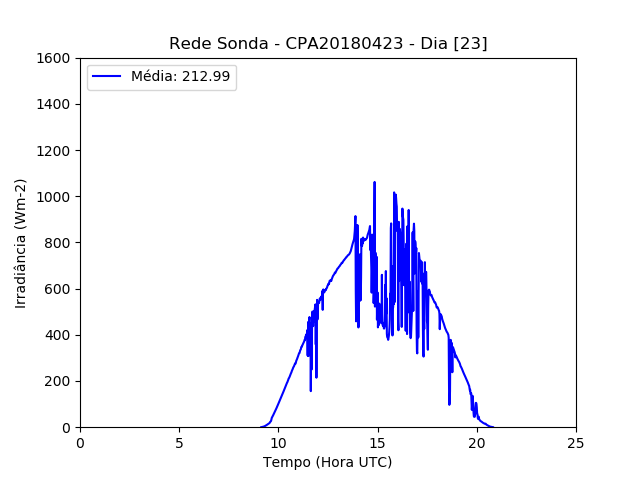 Rede Sonda - CPA20180423 - Dia [23]
Média: 212.99
Irradiância (Wm-2)
1600
1400
1200
1000
800
600
400
200
0
0 5 10 15 20 25
Tempo (Hora UTC)